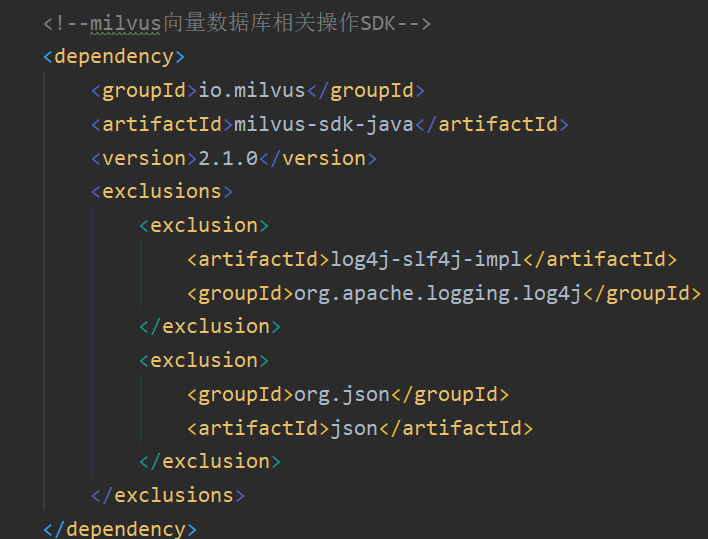 <!--milvus向量数据库相关操作SDK-->
<dependency>
<groupId>io.milvus</groupId>
<artifactId>milvus-sdk-java</artifactId>
<version>2.1.0</version>
<exclusions>
<exclusion>
<artifactId>log4j-slf4j-impl</artifactId>
<groupId>org.apache.logging.log4j</groupId>
</exclusion>
<exclusion>
<groupId>org.json</groupId>
<artifactId>json</artifactId>
</exclusion>
</exclusions>
</dependency>